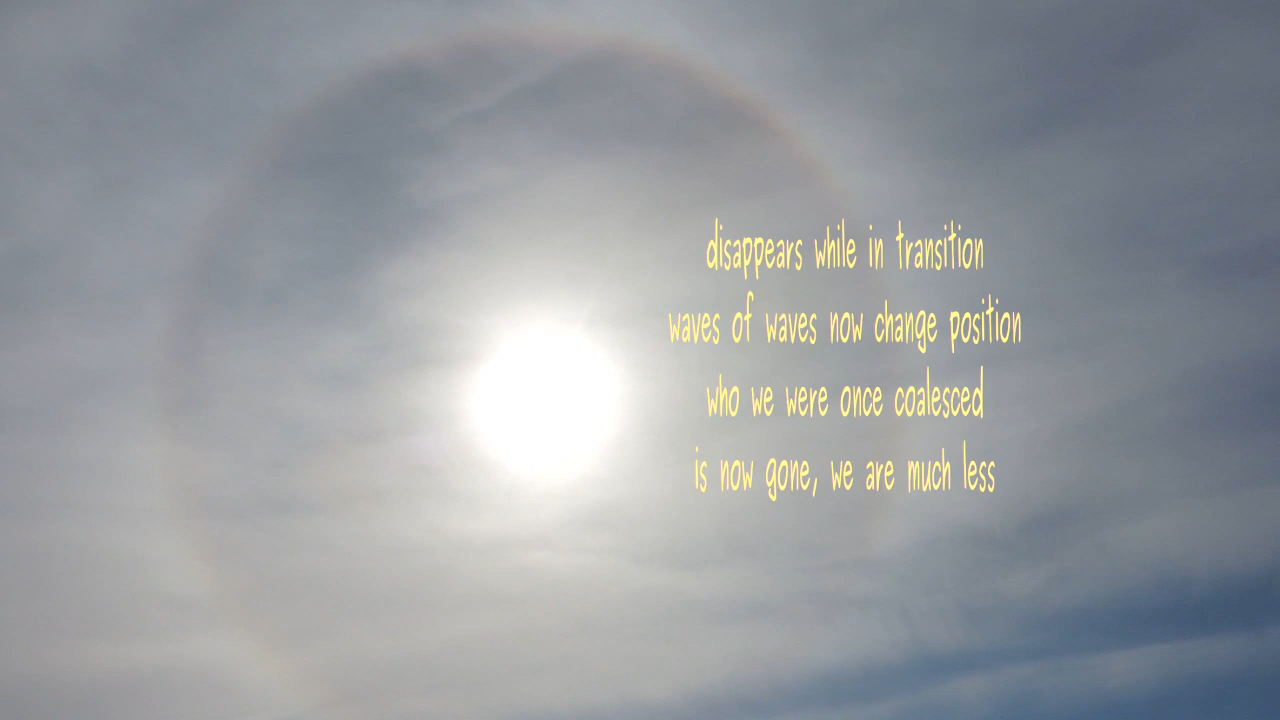 disappears while in transition
waves of waves now change position
who we were once coalesced
is now gone, we are much less